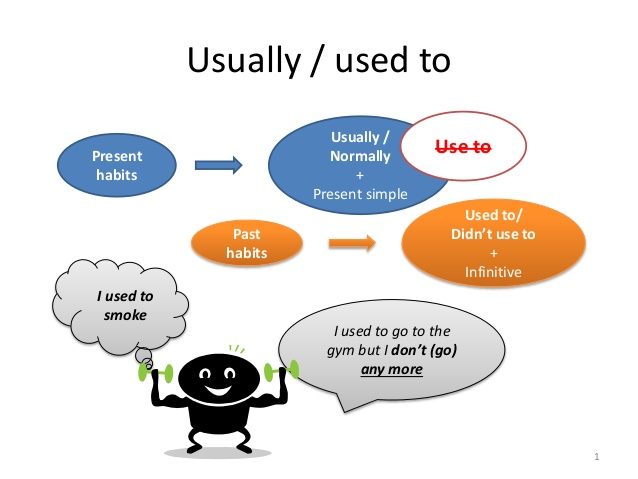 Usually / used to
Present
habits
Usually /
Normally
+
Present simple
Use to
Past
habits
Used to/
Didn't use to
+
Infinitive
I used to
smoke
I used to go to the
gym but I don't (go)
any more
1